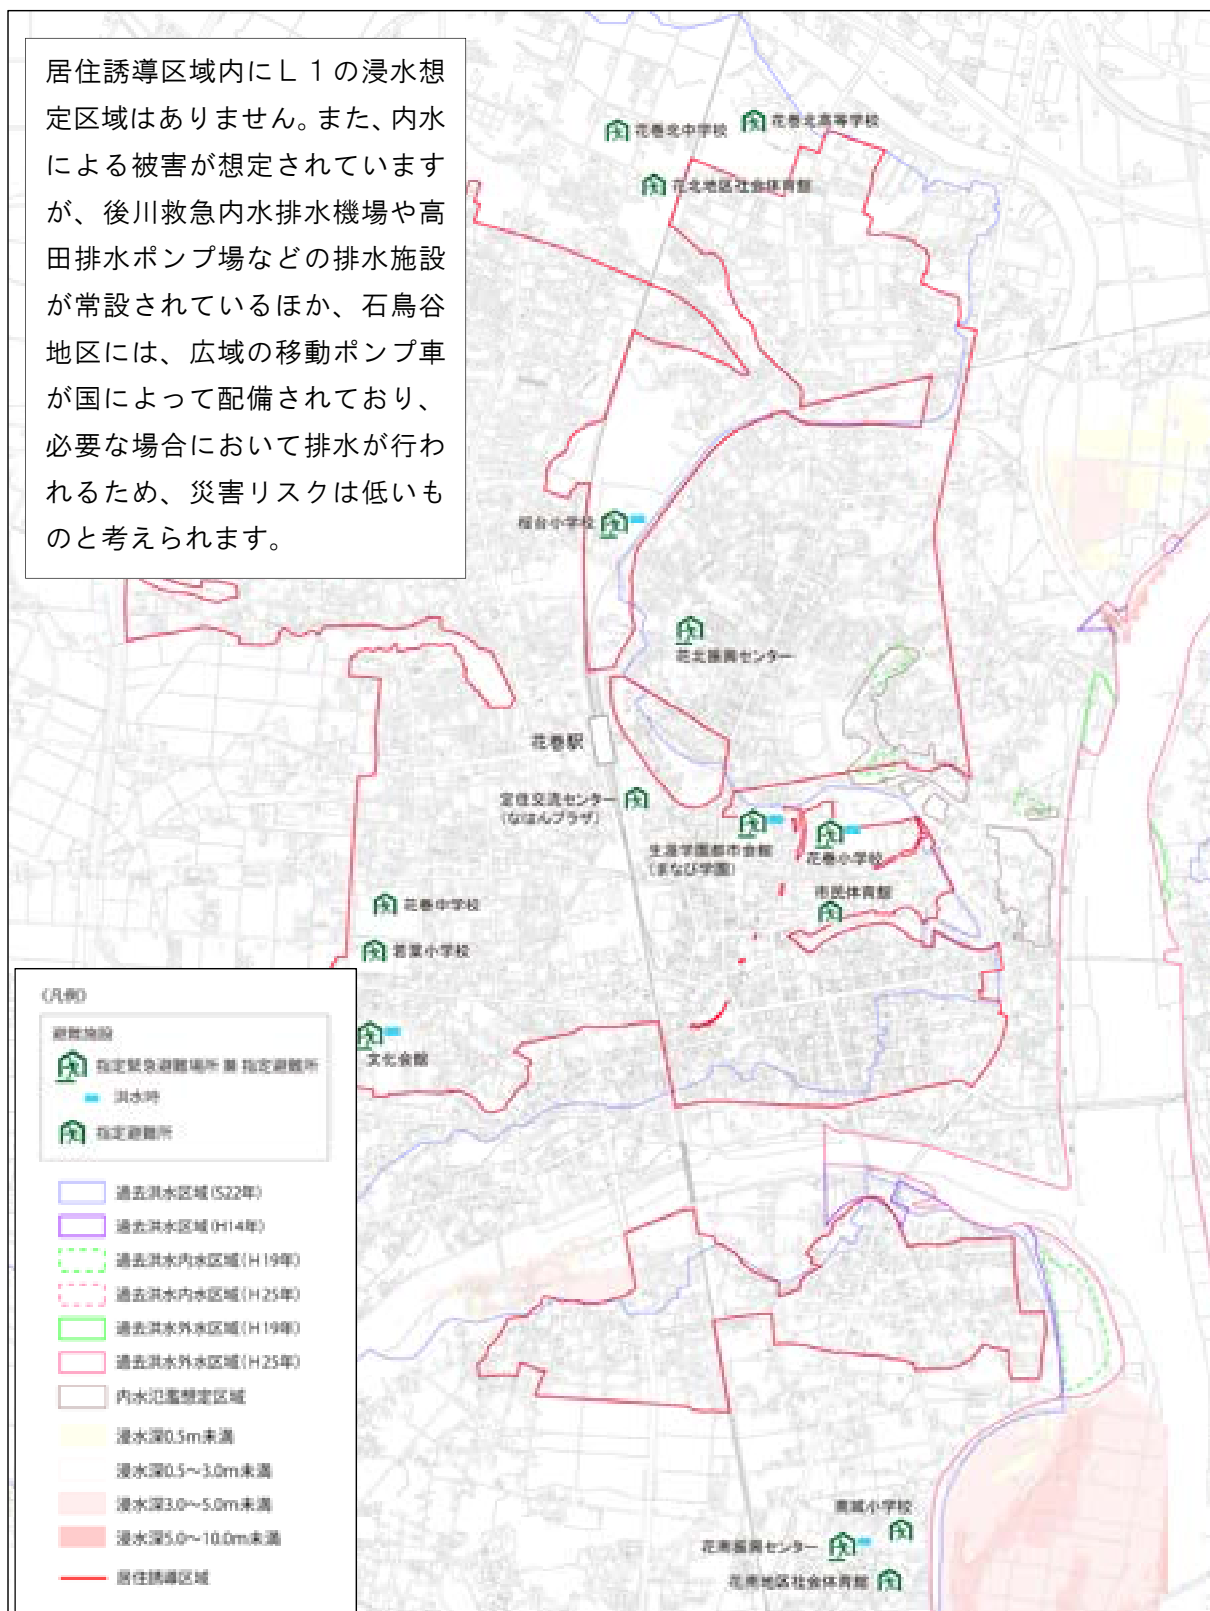 居住誘導区域内にL1の浸水想
定区域はありません。また、内水
による被害が想定されています
が、後川救急内水排水機場や高
田排水ポンプ場などの排水施設
が常設されているほか、石鳥谷
地区には、広域の移動ポンプ車
が国によって配備されており、
必要な場合において排水が行わ
れるため、災害リスクは低いも
のと考えられます。
花巻北中学校
花巻北高等学校
花北地区社会体育館
桜台小学校
花北振興センター
花巻駅
定住交流センター
(なはんプラザ)
生涯学園都市会館
(まなび学園)
花巻小学校
市民体育館
花巻中学校
若葉小学校
文化会館
南城小学校
花南振興センター
花南地区社会体育館
(凡例)
避難施設
指定緊急避難場所 兼 指定避難所
洪水時
指定避難所
過去洪水区域(S22年)
過去洪水区域(H14年)
過去洪水内水区域(H19年)
過去洪水内水区域(H25年)
過去洪水外水区域(H19年)
過去洪水外水区域(H25年)
内水氾濫想定区域
浸水深0.5m未満
浸水深0.5～3.0m未満
浸水深3.0～5.0m未満
浸水深5.0～10.0m未満
居住誘導区域